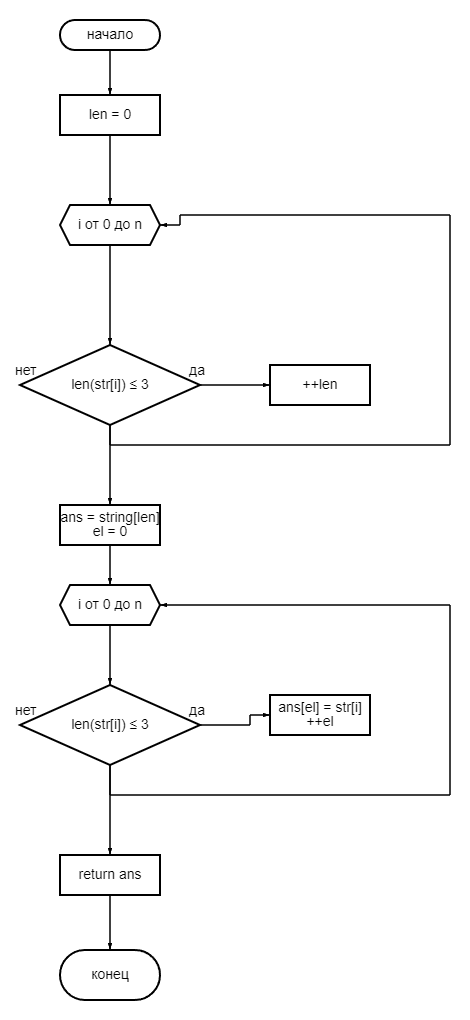 начало
len = 0
i от 0 до n
нет
да
len(str[i]) ≤ 3
++len
ans = string[len]
el = 0
i от 0 до n
нет
да
len(str[i]) ≤ 3
ans[el] = str[i]
++el
return ans
конец